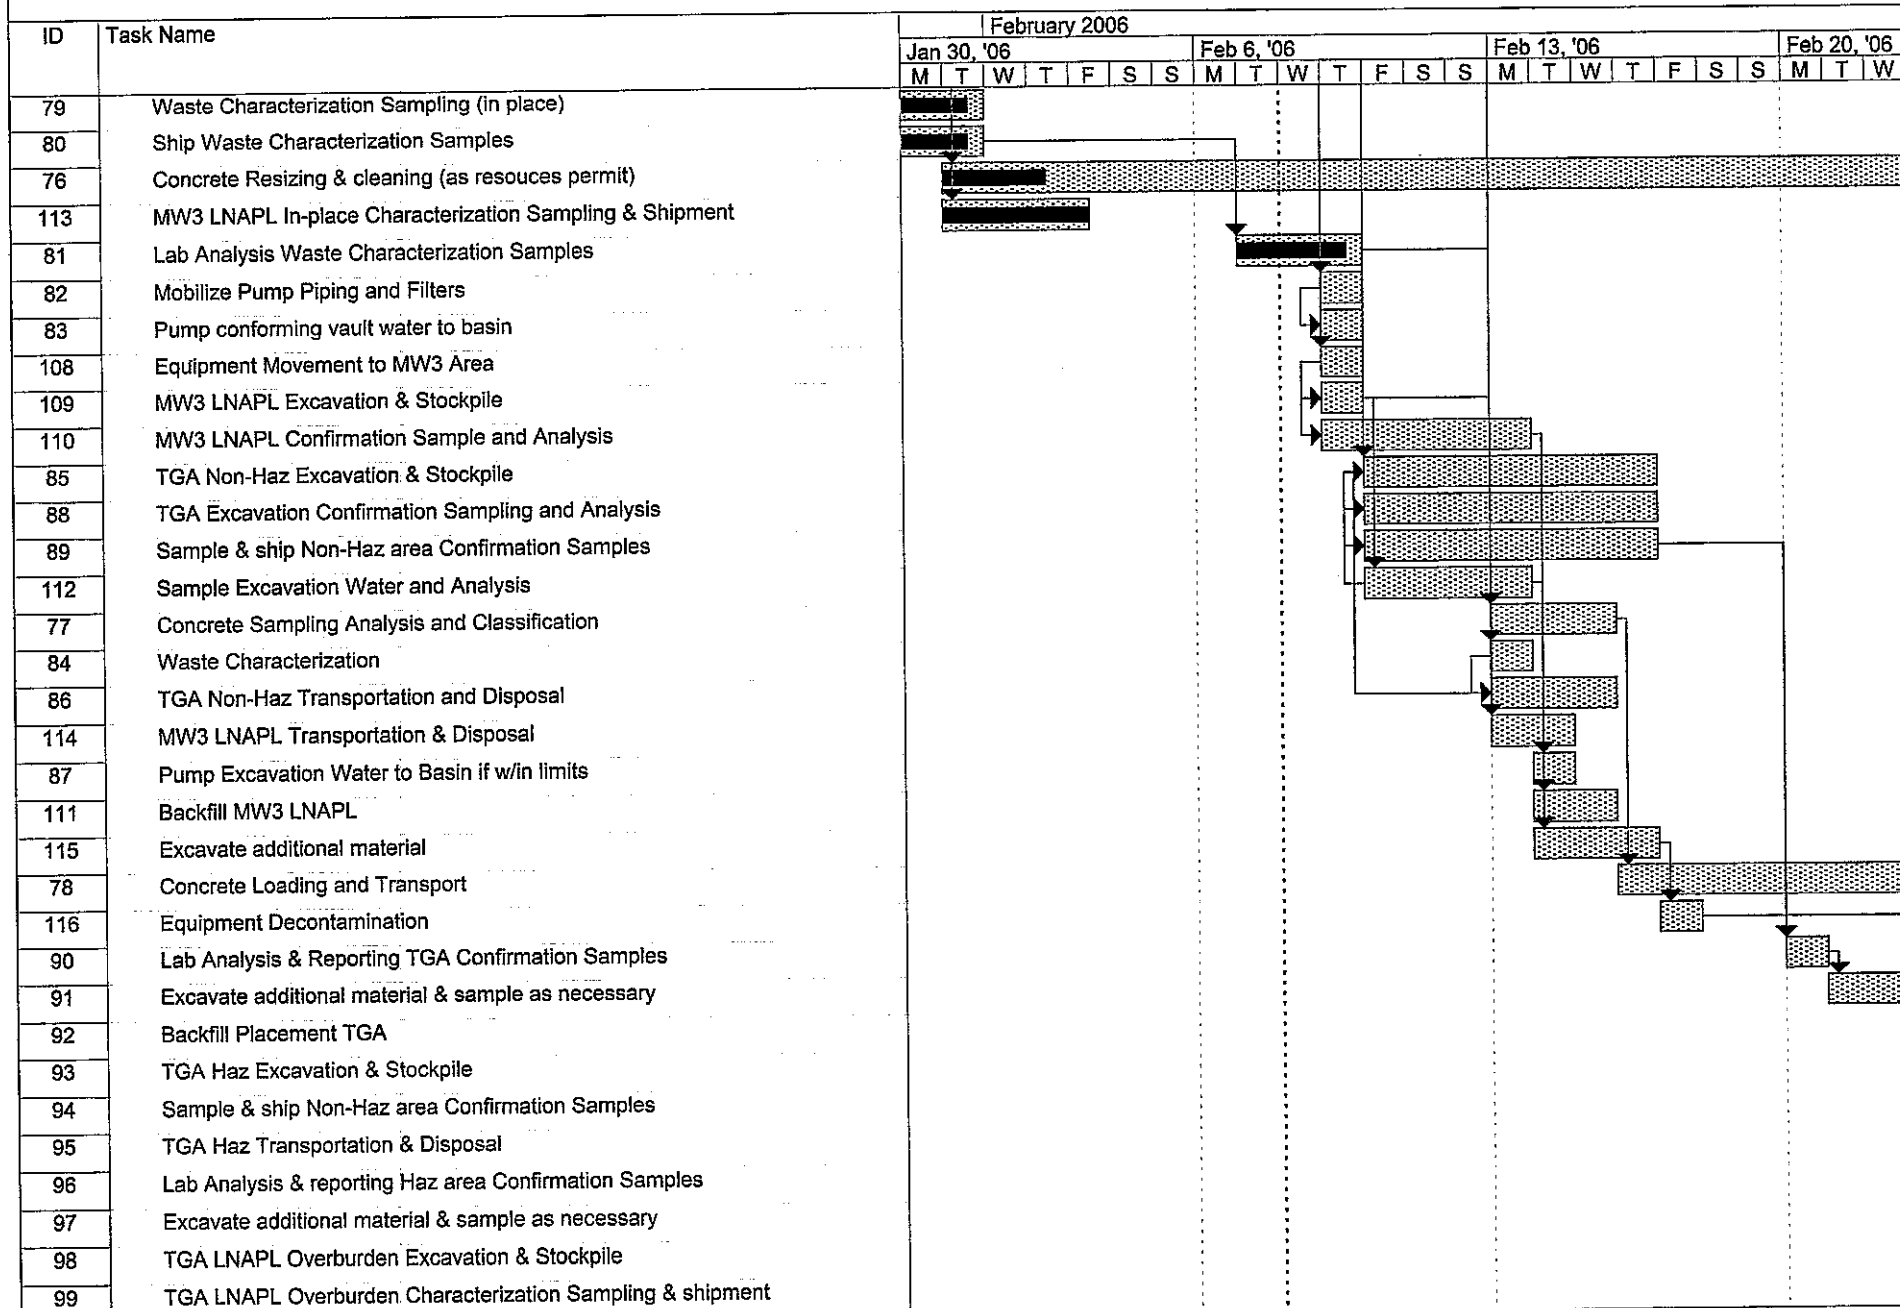 ID Task Name February 2006
Jan 30, '06 Feb 6, '06 Feb 13, '06 Feb 20, '06
M T W T F S S M T W T F S S M T W T F S S M T W
79 Waste Characterization Sampling (in place)
80 Ship Waste Characterization Samples
76 Concrete Resizing & cleaning (as resouces permit)
113 MW3 LNAPL In-place Characterization Sampling & Shipment
81 Lab Analysis Waste Characterization Samples
82 Mobilize Pump Piping and Filters
83 Pump conforming vault water to basin
108 Equipment Movement to MW3 Area
109 MW3 LNAPL Excavation & Stockpile
110 MW3 LNAPL Confirmation Sample and Analysis
85 TGA Non-Haz Excavation & Stockpile
88 TGA Excavation Confirmation Sampling and Analysis
89 Sample & ship Non-Haz area Confirmation Samples
112 Sample Excavation Water and Analysis
77 Concrete Sampling Analysis and Classification
84 Waste Characterization
86 TGA Non-Haz Transportation and Disposal
114 MW3 LNAPL Transportation & Disposal
87 Pump Excavation Water to Basin if w/in limits
111 Backfill MW3 LNAPL
115 Excavate additional material
78 Concrete Loading and Transport
116 Equipment Decontamination
90 Lab Analysis & Reporting TGA Confirmation Samples
91 Excavate additional material & sample as necessary
92 Backfill Placement TGA
93 TGA Haz Excavation & Stockpile
94 Sample & ship Non-Haz area Confirmation Samples
95 TGA Haz Transportation & Disposal
96 Lab Analysis & reporting Haz area Confirmation Samples
97 Excavate additional material & sample as necessary
98 TGA LNAPL Overburden Excavation & Stockpile
99 TGA LNAPL Overburden Characterization Sampling & shipment